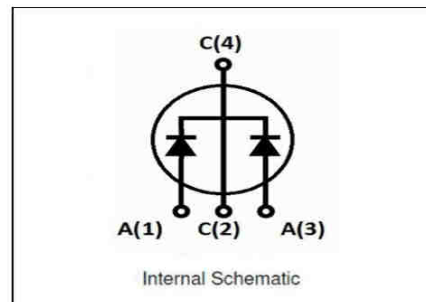 C(4)
A(1) C(2) A(3)
Internal Schematic